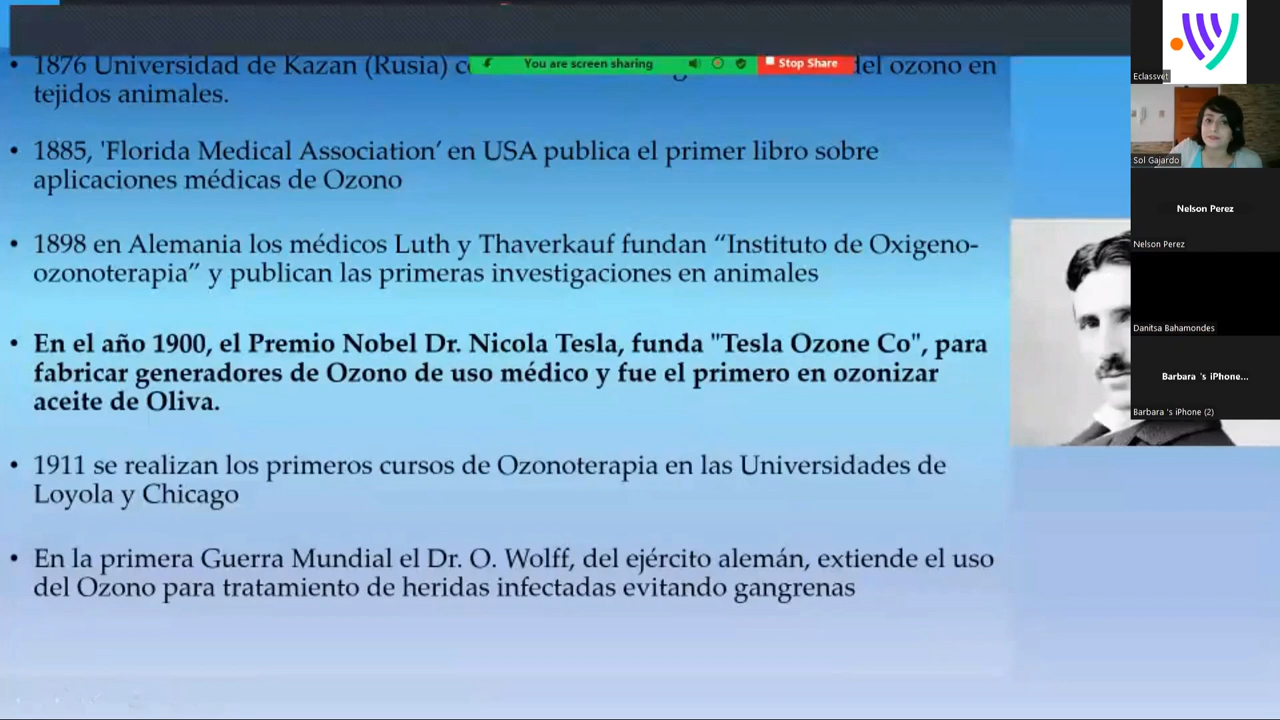 • 1876 Universidad de Kazan (Rusia) del ozono en
tejidos animales.
You are screen sharing
Stop Share
• 1885, 'Florida Medical Association’ en USA publica el primer libro sobre
aplicaciones médicas de Ozono
• 1898 en Alemania los médicos Luth y Thaverkauf fundan “Instituto de Oxigeno-
ozonoterapia” y publican las primeras investigaciones en animales
• En el año 1900, el Premio Nobel Dr. Nicola Tesla, funda "Tesla Ozone Co", para
fabricar generadores de Ozono de uso médico y fue el primero en ozonizar
aceite de Oliva.
• 1911 se realizan los primeros cursos de Ozonoterapia en las Universidades de
Loyola y Chicago
• En la primera Guerra Mundial el Dr. O. Wolff, del ejército alemán, extiende el uso
del Ozono para tratamiento de heridas infectadas evitando gangrenas
Eclassvet
Sol Gajardo
Nelson Perez
Nelson Perez
Danitsa Bahamondes
Barbara 's iPhone...
Barbara 's iPhone (2)